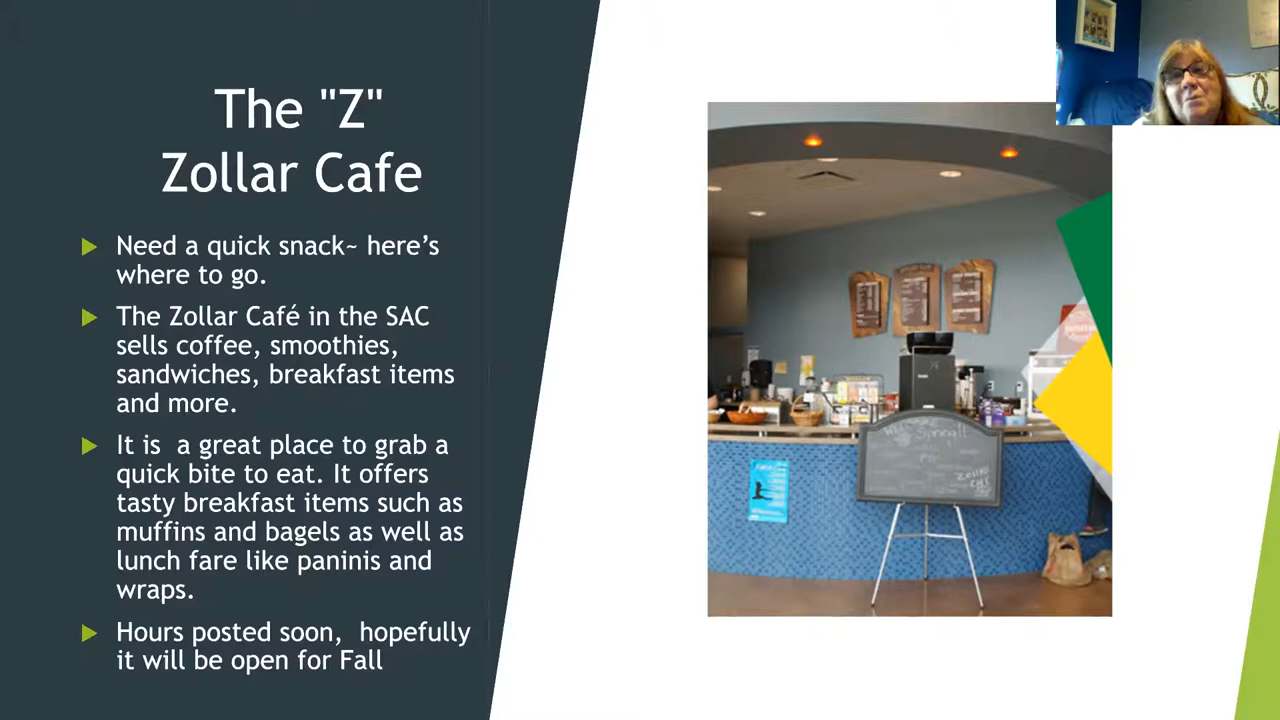 The "Z"
Zollar Cafe
Need a quick snack~ here's
where to go.
The Zollar Café in the SAC
sells coffee, smoothies,
sandwiches, breakfast items
and more.
It is  a great place to grab a
quick bite to eat. It offers
tasty breakfast items such as
muffins and bagels as well as
lunch fare like paninis and
wraps.
Hours posted soon,  hopefully
it will be open for Fall